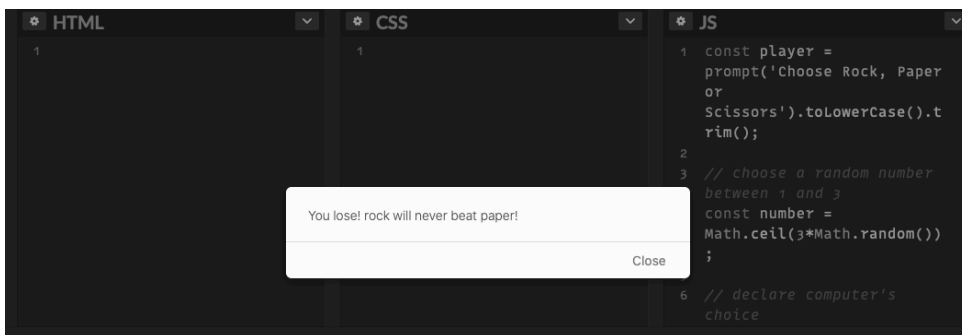 HTML
1
CSS
1
JS
1 const player =
prompt('Choose Rock, Paper
or
Scissors').toLowerCase().t
rim();
2
3 // choose a random number
between 1 and 3
const number =
Math.ceil(3*Math.random())
;
You lose! rock will never beat paper!
Close
6 // declare computer's
choice